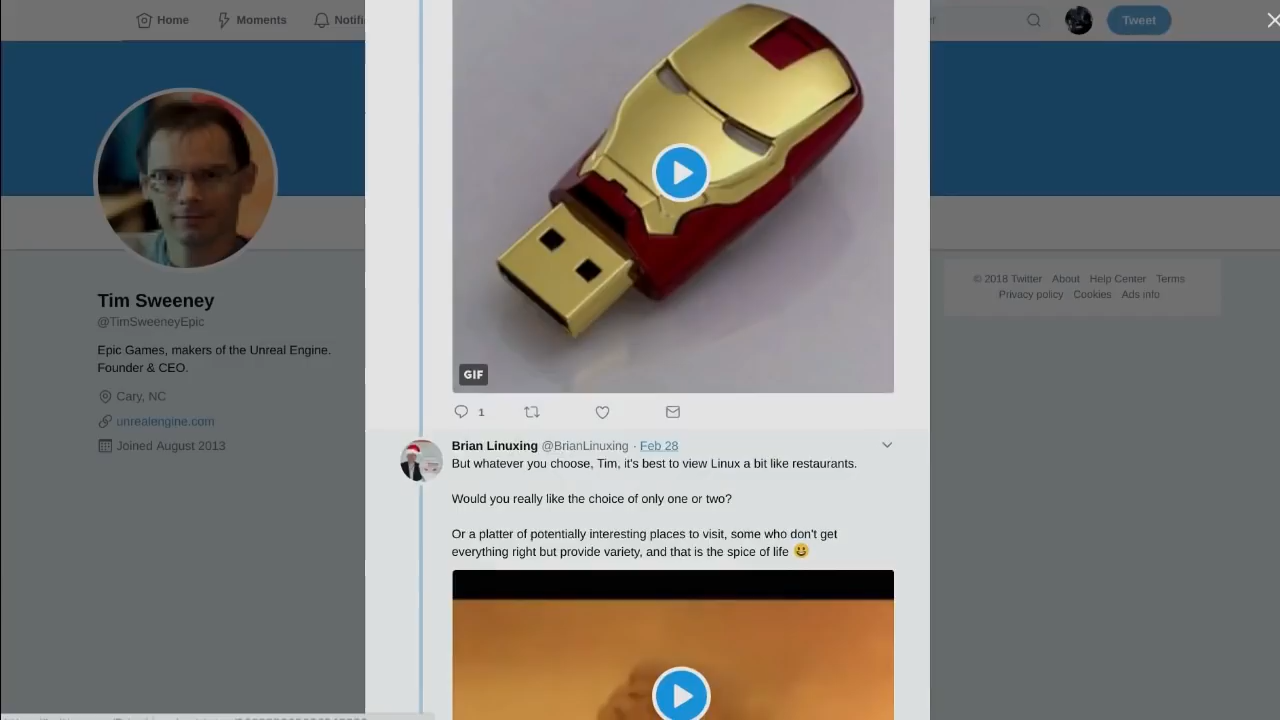 Home
Moments
Notifi
er
Tweet
Tim Sweeney
@TimSweeneyEpic
Epic Games, makers of the Unreal Engine.
Founder & CEO.
Cary, NC
unrealengine.com
Joined August 2013
GIF
1
Brian Linuxing @BrianLinuxing · Feb 28
But whatever you choose, Tim, it's best to view Linux a bit like restaurants.
Would you really like the choice of only one or two?
Or a platter of potentially interesting places to visit, some who don't get
everything right but provide variety, and that is the spice of life 😀
© 2018 Twitter About Help Center Terms
Privacy policy Cookies Ads info